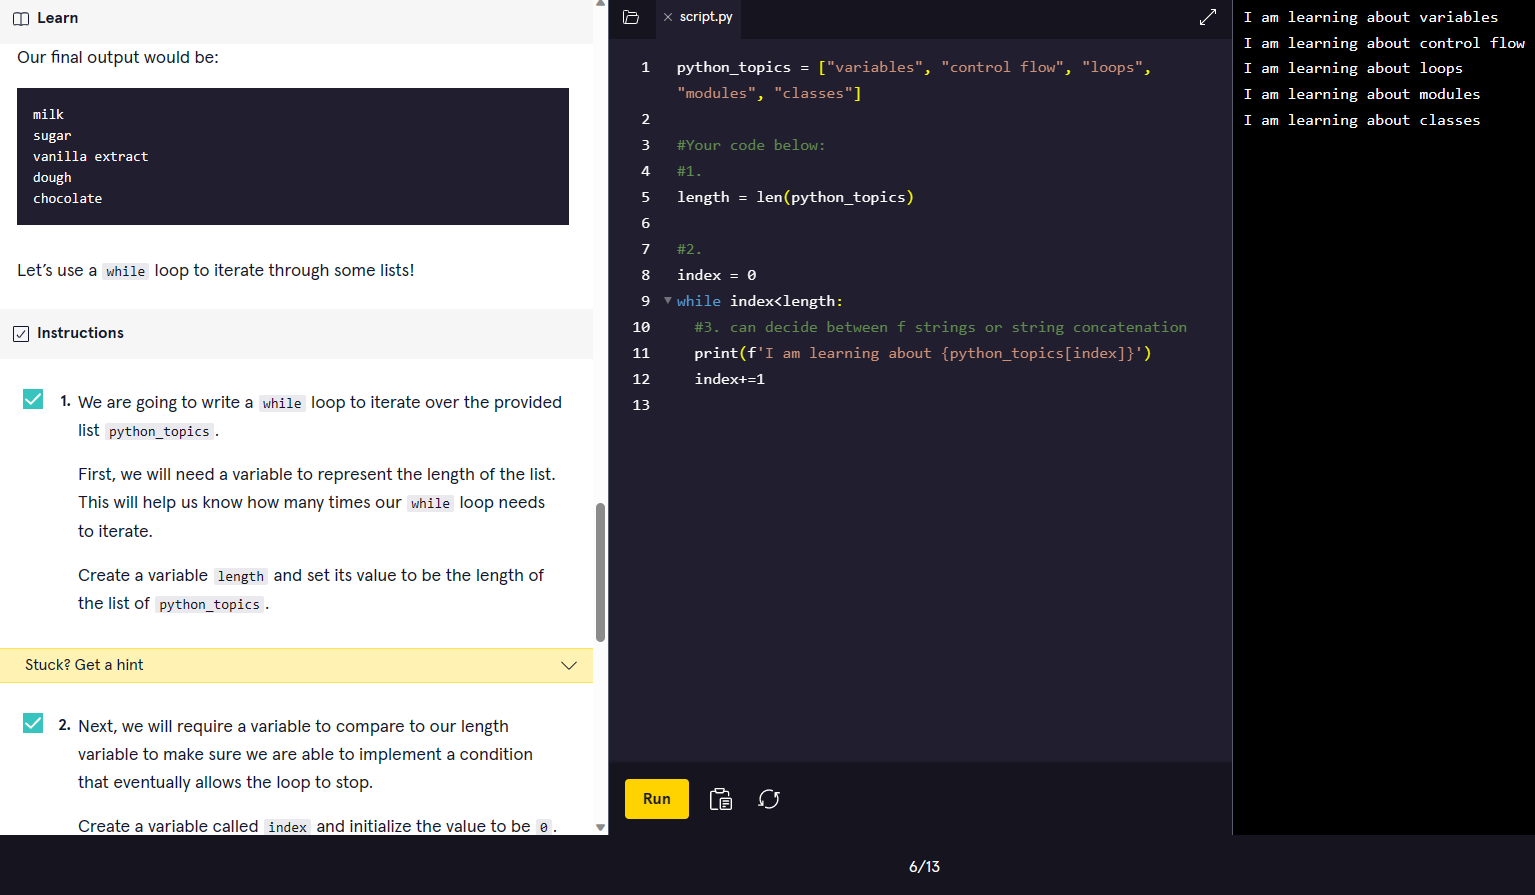 Learn
Our final output would be:
milk
sugar
vanilla extract
dough
chocolate
Let's use a while loop to iterate through some lists!
Instructions
1. We are going to write a while loop to iterate over the provided
list python_topics .
First, we will need a variable to represent the length of the list.
This will help us know how many times our while loop needs
to iterate.
Create a variable length and set its value to be the length of
the list of python_topics .
Stuck? Get a hint
2. Next, we will require a variable to compare to our length
variable to make sure we are able to implement a condition
that eventually allows the loop to stop.
Create a variable called index and initialize the value to be 0 .
script.py
1 python_topics = ["variables", "control flow", "loops",
"modules", "classes"]
2
3 #Your code below:
4 #1.
5 length = len(python_topics)
6
7 #2.
8 index = 0
9 while index<length:
10 #3. can decide between f strings or string concatenation
11 print(f'I am learning about {python_topics[index]}')
12 index+=1
13
Run
I am learning about variables
I am learning about control flow
I am learning about loops
I am learning about modules
I am learning about classes
6/13